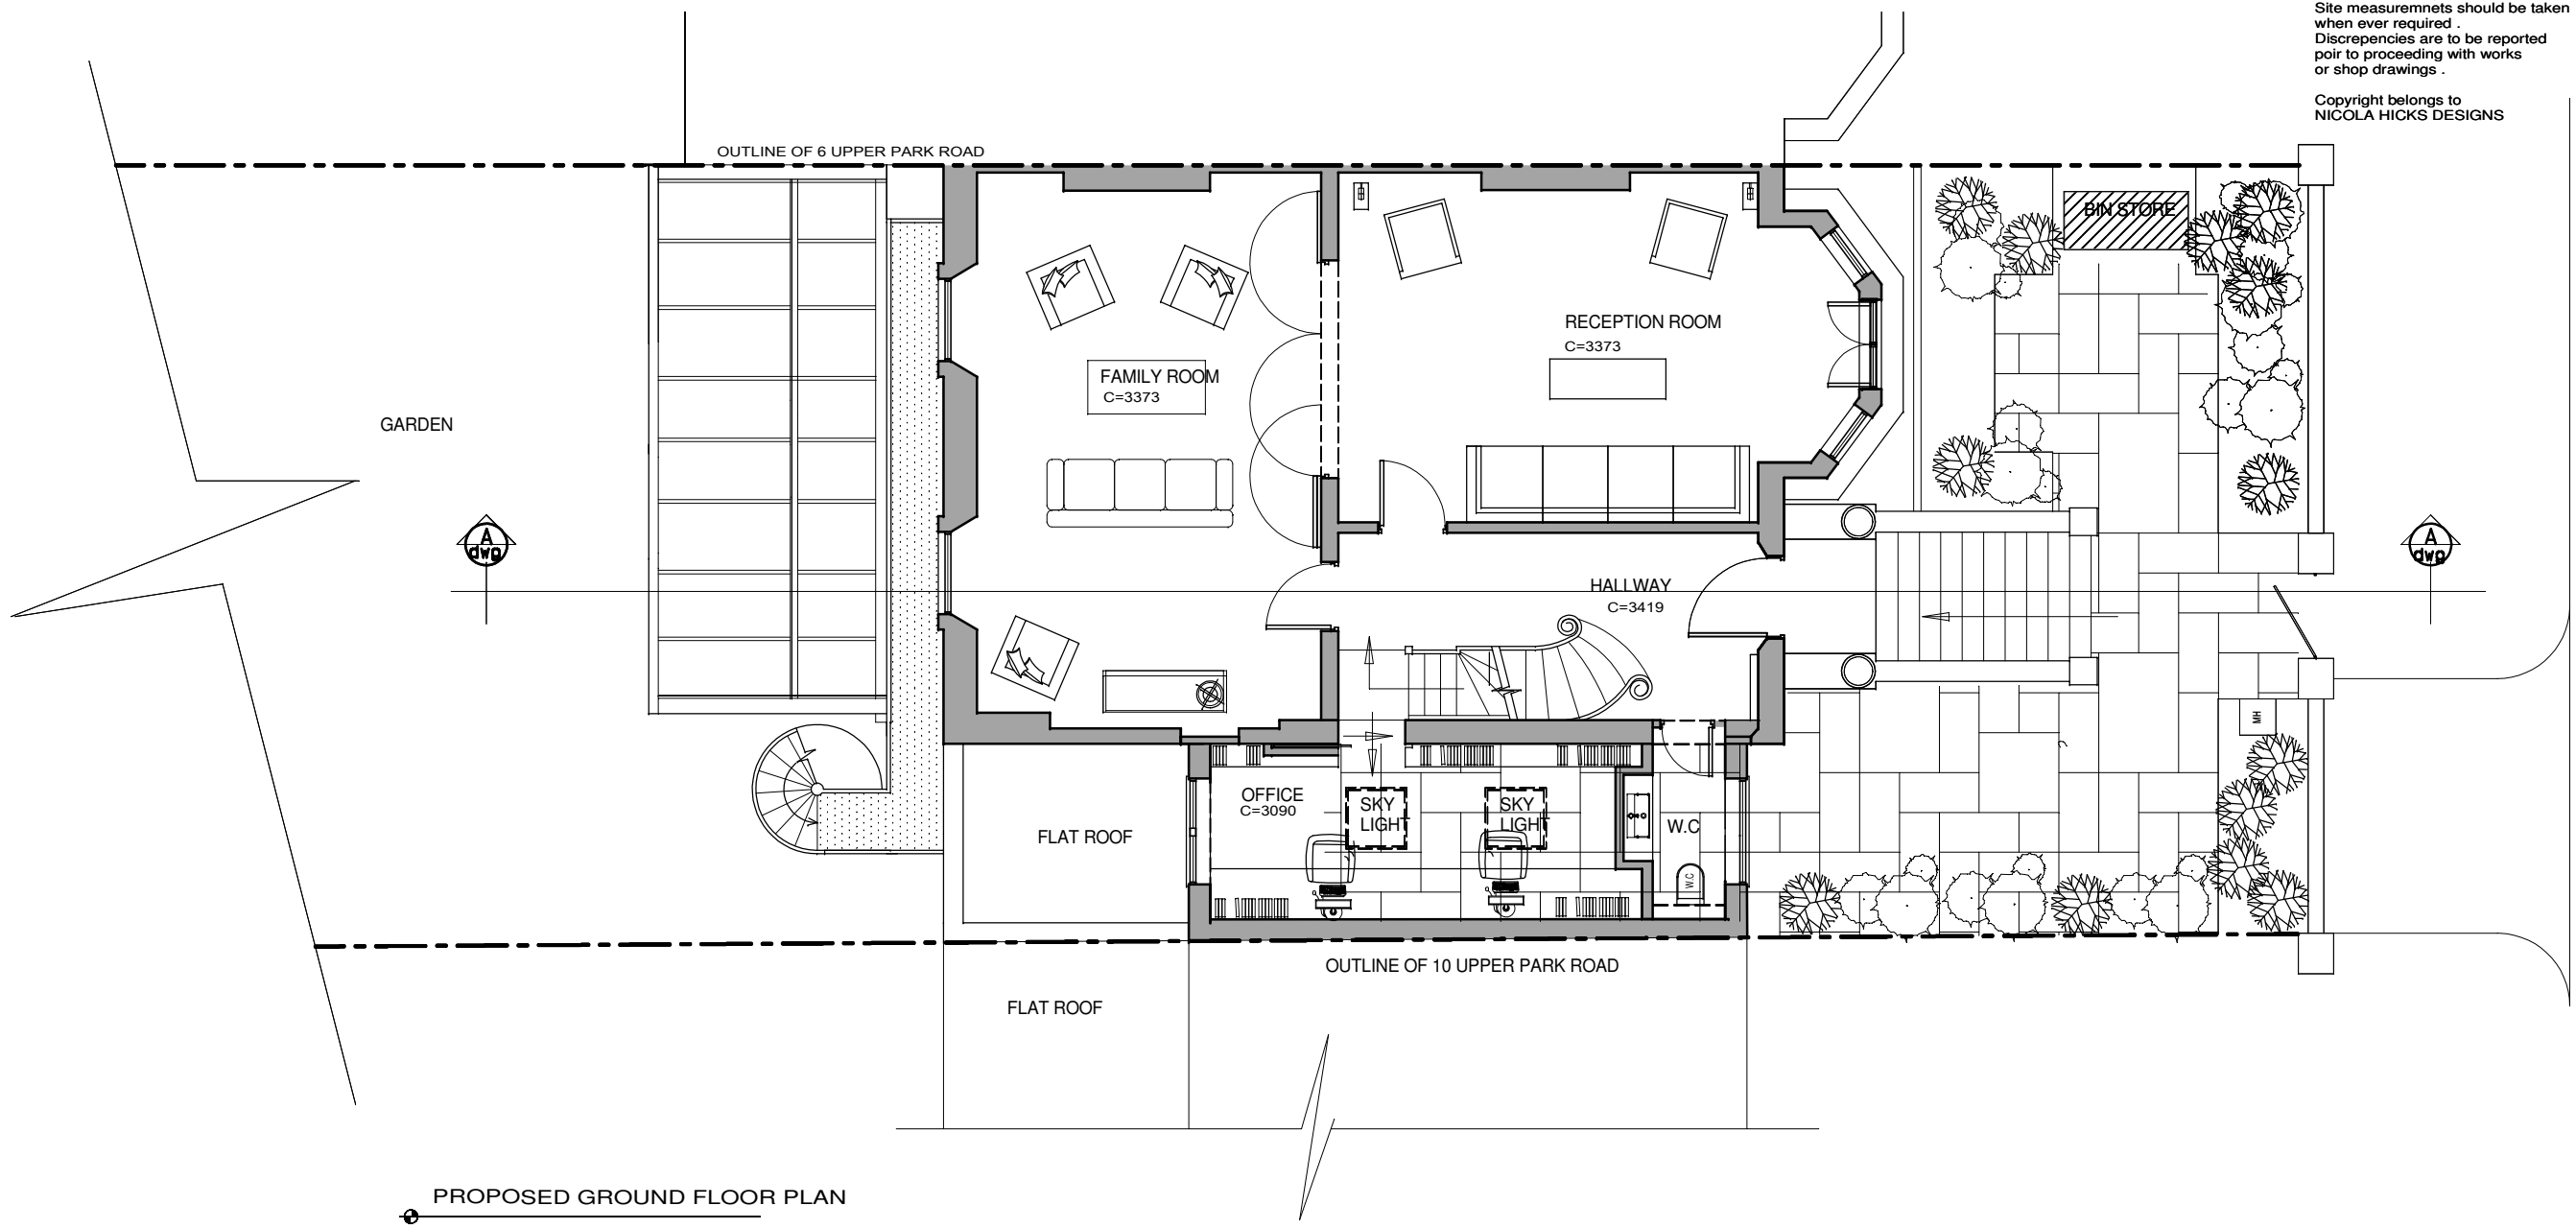 Site measuremnets should be taken
when ever required .
Discrepencies are to be reported
poir to proceeding with works
or shop drawings .
Copyright belongs to
NICOLA HICKS DESIGNS
OUTLINE OF 6 UPPER PARK ROAD
BIN STORE
RECEPTION ROOM
C=3373
FAMILY ROOM
C=3373
GARDEN
A
dwg
A
dwg
HALLWAY
C=3419
MH
OFFICE
C=3090
SKY
LIGHT
SKY
LIGHT
W.C
W.C
FLAT ROOF
OUTLINE OF 10 UPPER PARK ROAD
FLAT ROOF
PROPOSED GROUND FLOOR PLAN